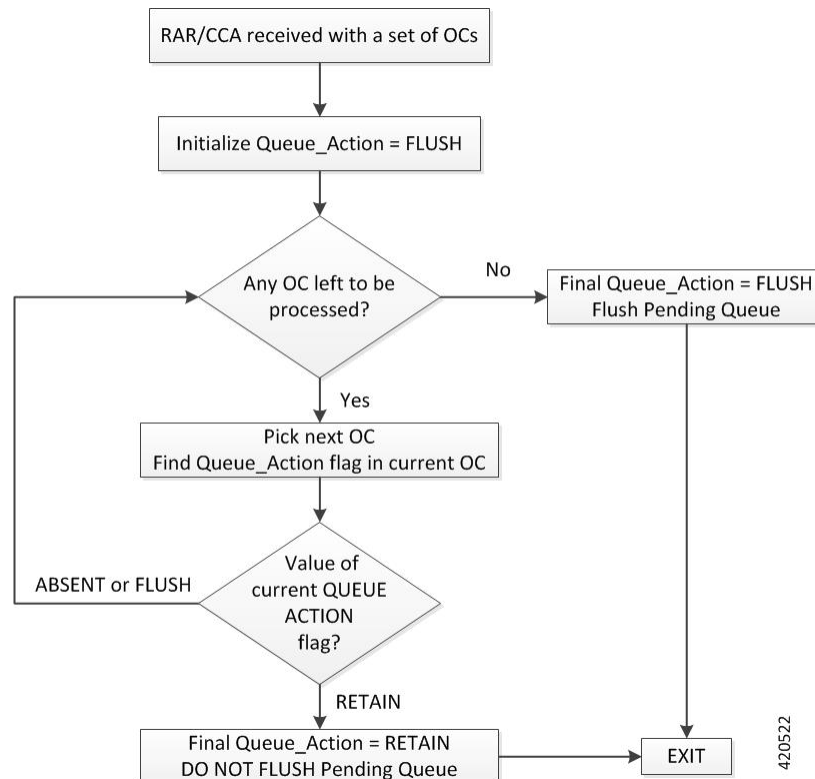 RAR/CCA received with a set of OCs
Initialize Queue_Action = FLUSH
Any OC left to be
processed?
No
Final Queue_Action = FLUSH
Flush Pending Queue
Yes
Pick next OC
Find Queue_Action flag in current OC
ABSENT or FLUSH
Value of
current QUEUE
ACTION
flag?
RETAIN
Final Queue_Action = RETAIN
DO NOT FLUSH Pending Queue
EXIT
420522